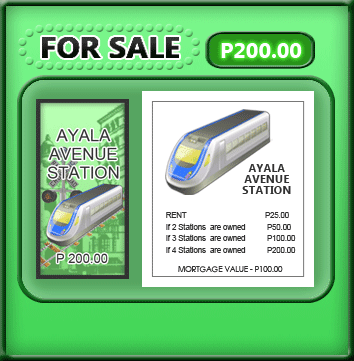 FOR SALE
P200.00
AYALA
AVENUE
STATION
P 200.00
AYALA
AVENUE
STATION
RENT P25.00
if 2 Stations are owned P50.00
if 3 Stations are owned P100.00
if 4 Stations are owned P200.00
MORTGAGE VALUE - P100.00